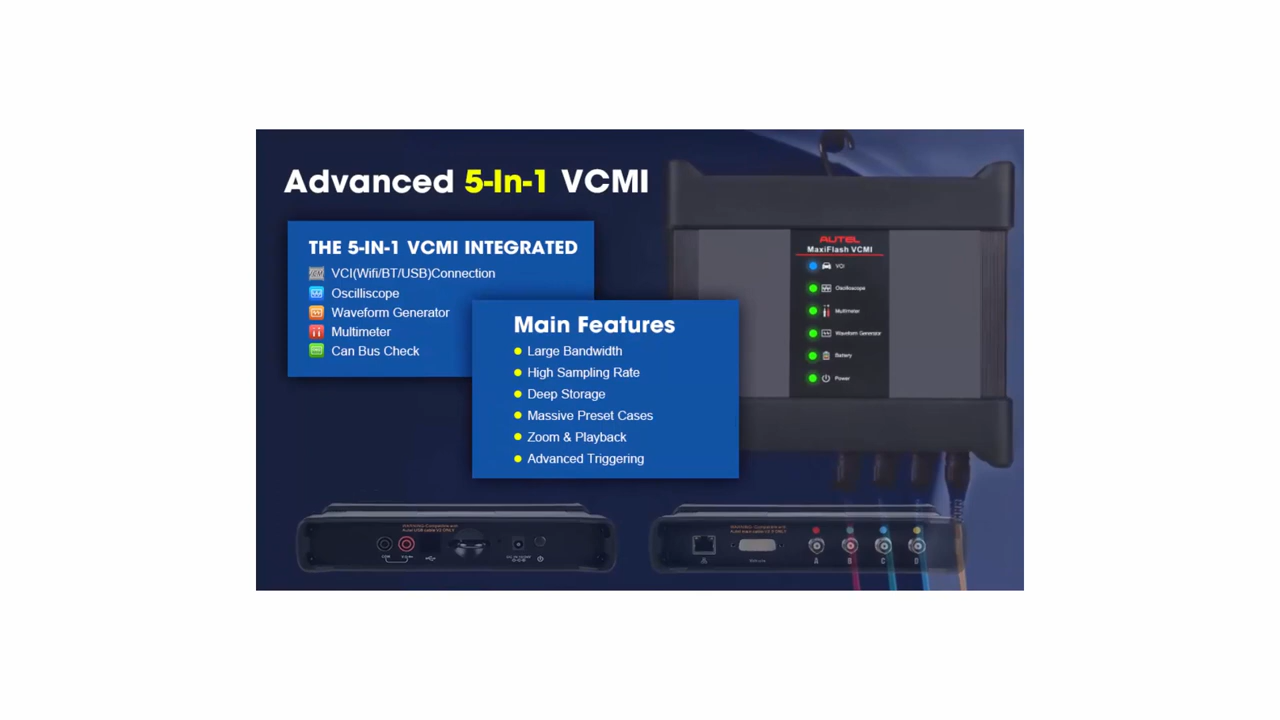 Advanced 5-In-1 VCMI
THE 5-IN-1 VCMI INTEGRATED
VCI(Wifi/BT/USB)Connection
Oscilliscope
Waveform Generator
Multimeter
Can Bus Check
Main Features
Large Bandwidth
High Sampling Rate
Deep Storage
Massive Preset Cases
Zoom & Playback
Advanced Triggering
AUTEL
MaxiFlash VCMI
VCI
Oscilloscope
Multimeter
Waveform Generator
Battery
Power
A B C D